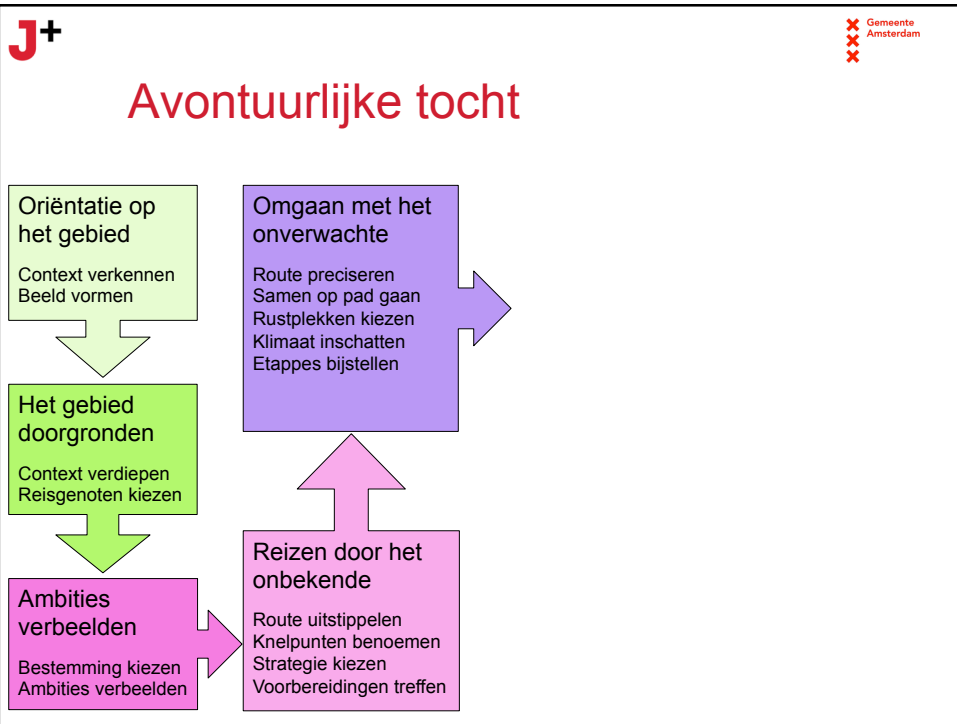 J+
Gemeente
Amsterdam
Avontuurlijke tocht
Oriëntatie op
het gebied
Context verkennen
Beeld vormen
Het gebied
doorgronden
Context verdiepen
Reisgenoten kiezen
Ambities
verbeelden
Bestemming kiezen
Ambities verbeelden
Reizen door het
onbekende
Route uitstippelen
Knelpunten benoemen
Strategie kiezen
Voorbereidingen treffen
Omgaan met het
onverwachte
Route preciseren
Samen op pad gaan
Rustplekken kiezen
Klimaat inschatten
Etappes bijstellen